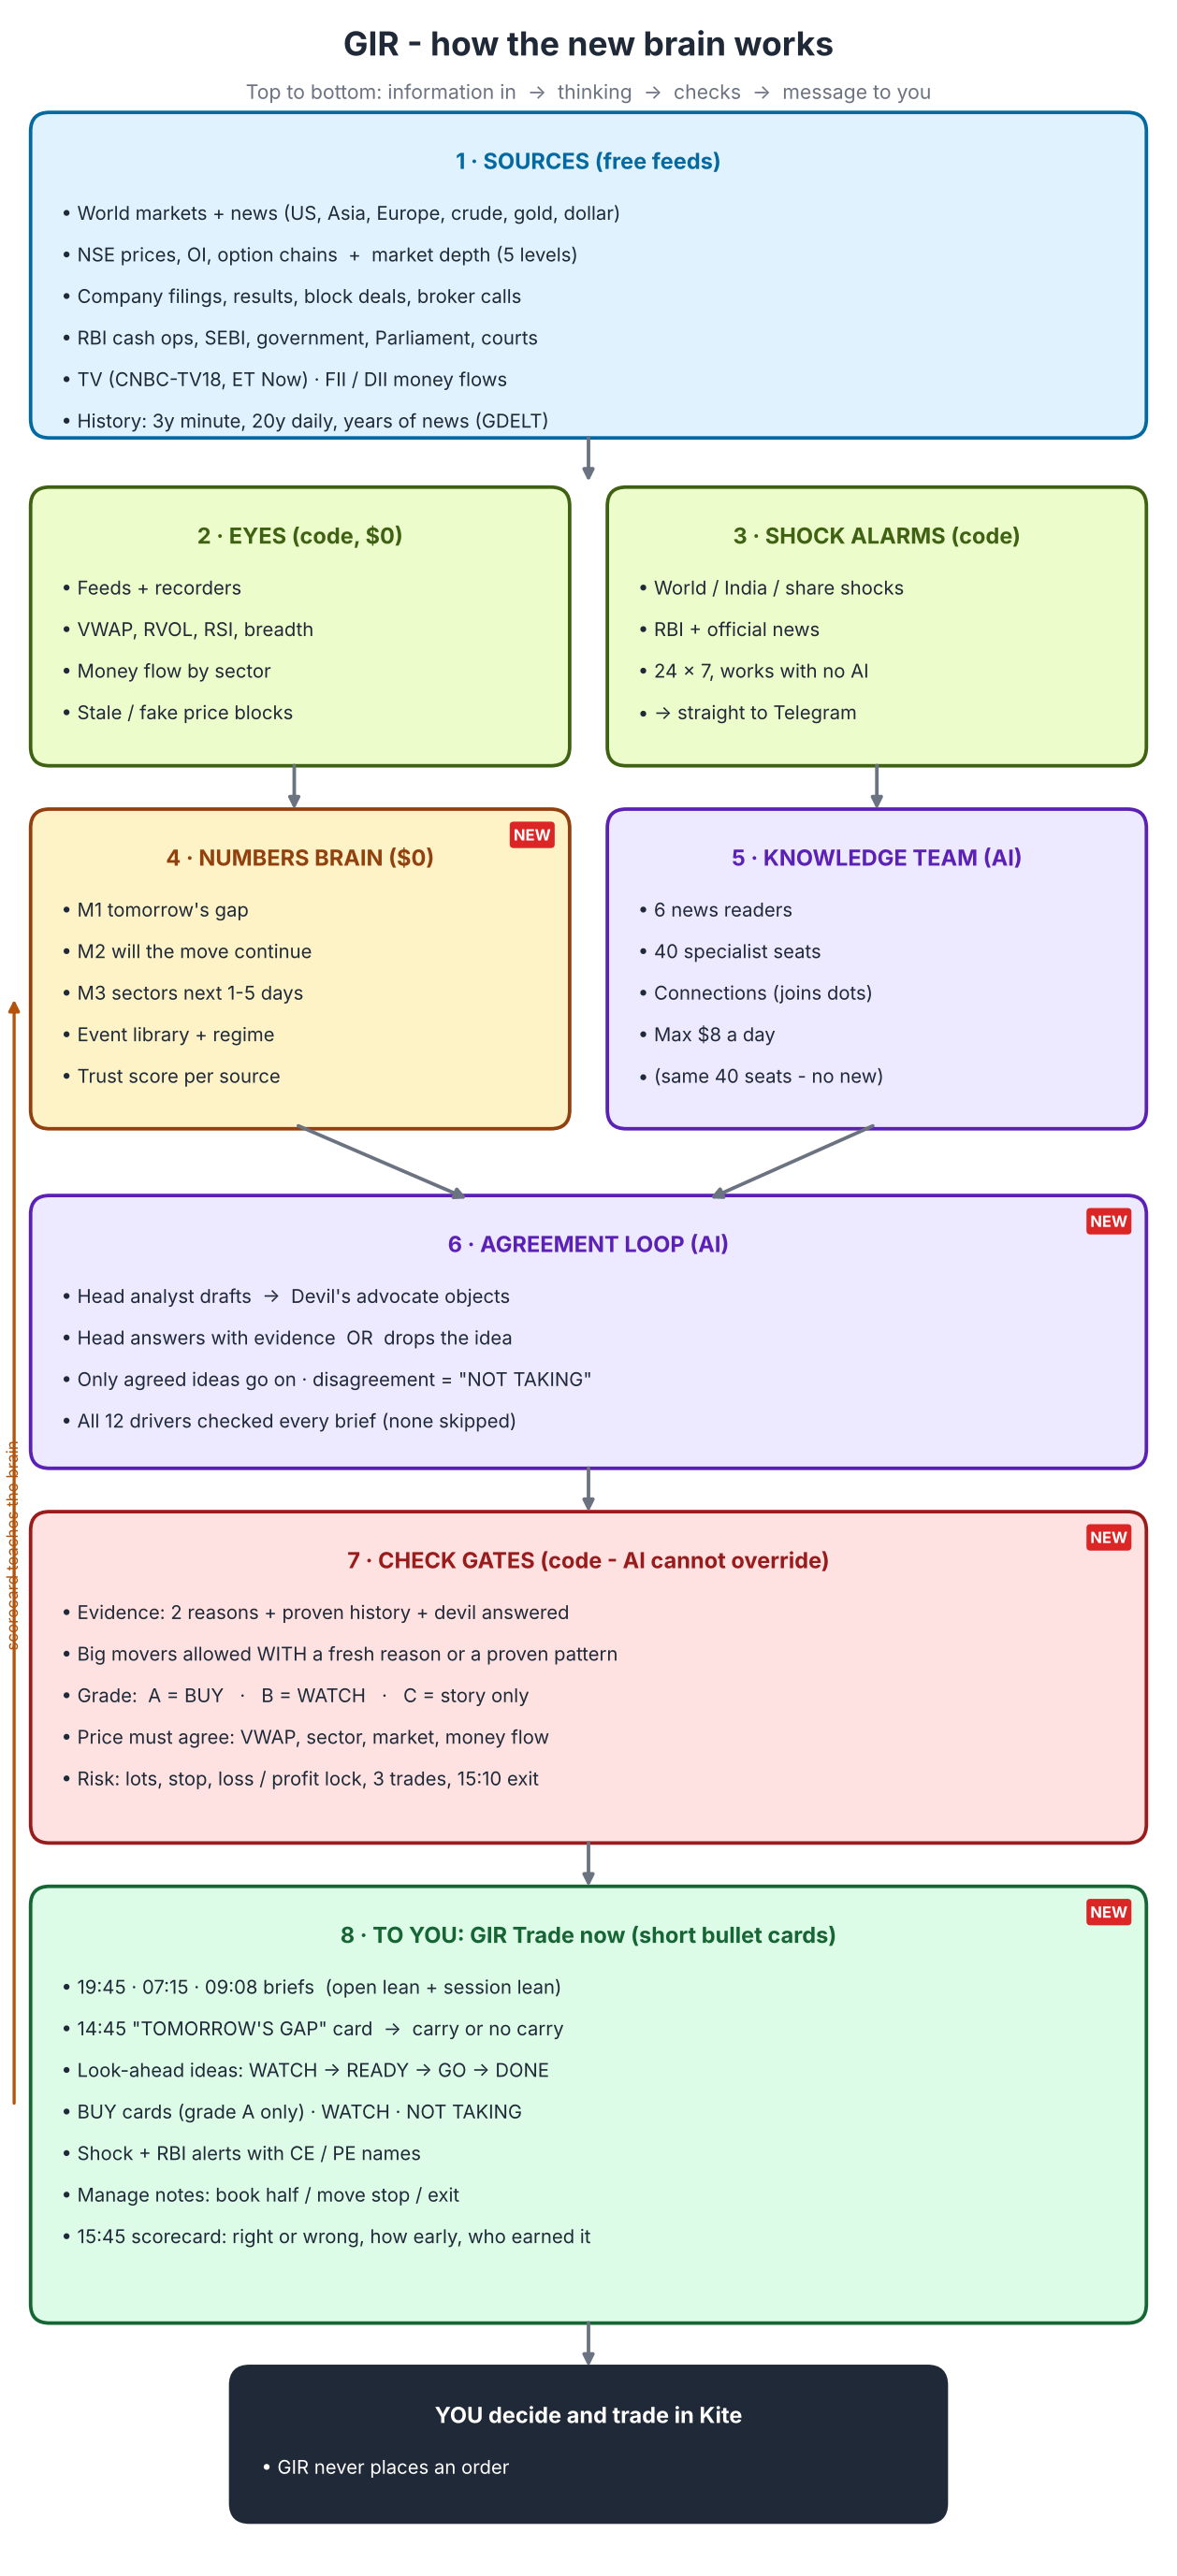 GIR - how the new brain works
Top to bottom: information in → thinking → checks → message to you
1 · SOURCES (free feeds)
• World markets + news (US, Asia, Europe, crude, gold, dollar)
• NSE prices, OI, option chains + market depth (5 levels)
• Company filings, results, block deals, broker calls
• RBI cash ops, SEBI, government, Parliament, courts
• TV (CNBC-TV18, ET Now) · FII / DII money flows
• History: 3y minute, 20y daily, years of news (GDELT)
2 · EYES (code, $0)
• Feeds + recorders
• VWAP, RVOL, RSI, breadth
• Money flow by sector
• Stale / fake price blocks
3 · SHOCK ALARMS (code)
• World / India / share shocks
• RBI + official news
• 24 × 7, works with no AI
• → straight to Telegram
NEW
4 · NUMBERS BRAIN ($0)
• M1 tomorrow's gap
• M2 will the move continue
• M3 sectors next 1-5 days
• Event library + regime
• Trust score per source
5 · KNOWLEDGE TEAM (AI)
• 6 news readers
• 40 specialist seats
• Connections (joins dots)
• Max $8 a day
• (same 40 seats - no new)
NEW
6 · AGREEMENT LOOP (AI)
• Head analyst drafts → Devil's advocate objects
• Head answers with evidence OR drops the idea
• Only agreed ideas go on · disagreement = "NOT TAKING"
• All 12 drivers checked every brief (none skipped)
scorecard teaches the brain
NEW
7 · CHECK GATES (code - AI cannot override)
• Evidence: 2 reasons + proven history + devil answered
• Big movers allowed WITH a fresh reason or a proven pattern
• Grade: A = BUY · B = WATCH · C = story only
• Price must agree: VWAP, sector, market, money flow
• Risk: lots, stop, loss / profit lock, 3 trades, 15:10 exit
NEW
8 · TO YOU: GIR Trade now (short bullet cards)
• 19:45 · 07:15 · 09:08 briefs (open lean + session lean)
• 14:45 "TOMORROW'S GAP" card → carry or no carry
• Look-ahead ideas: WATCH → READY → GO → DONE
• BUY cards (grade A only) · WATCH · NOT TAKING
• Shock + RBI alerts with CE / PE names
• Manage notes: book half / move stop / exit
• 15:45 scorecard: right or wrong, how early, who earned it
YOU decide and trade in Kite
• GIR never places an order